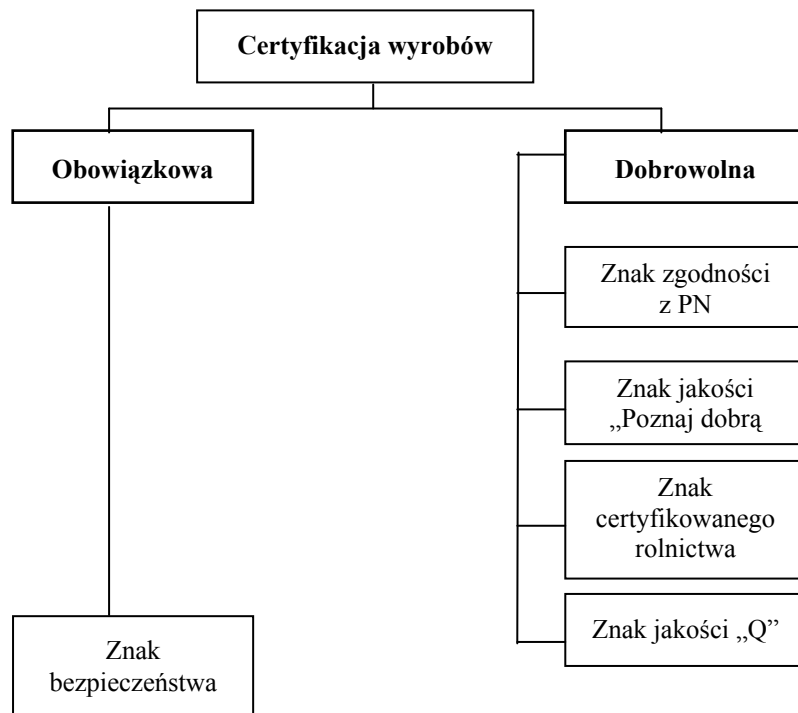 Certyfikacja wyrobów
Obowiązkowa
Dobrowolna
Znak zgodności
z PN
Znak jakości
„Poznaj dobrą
Znak
certyfikowanego
rolnictwa
Znak jakości „Q”
Znak
bezpieczeństwa